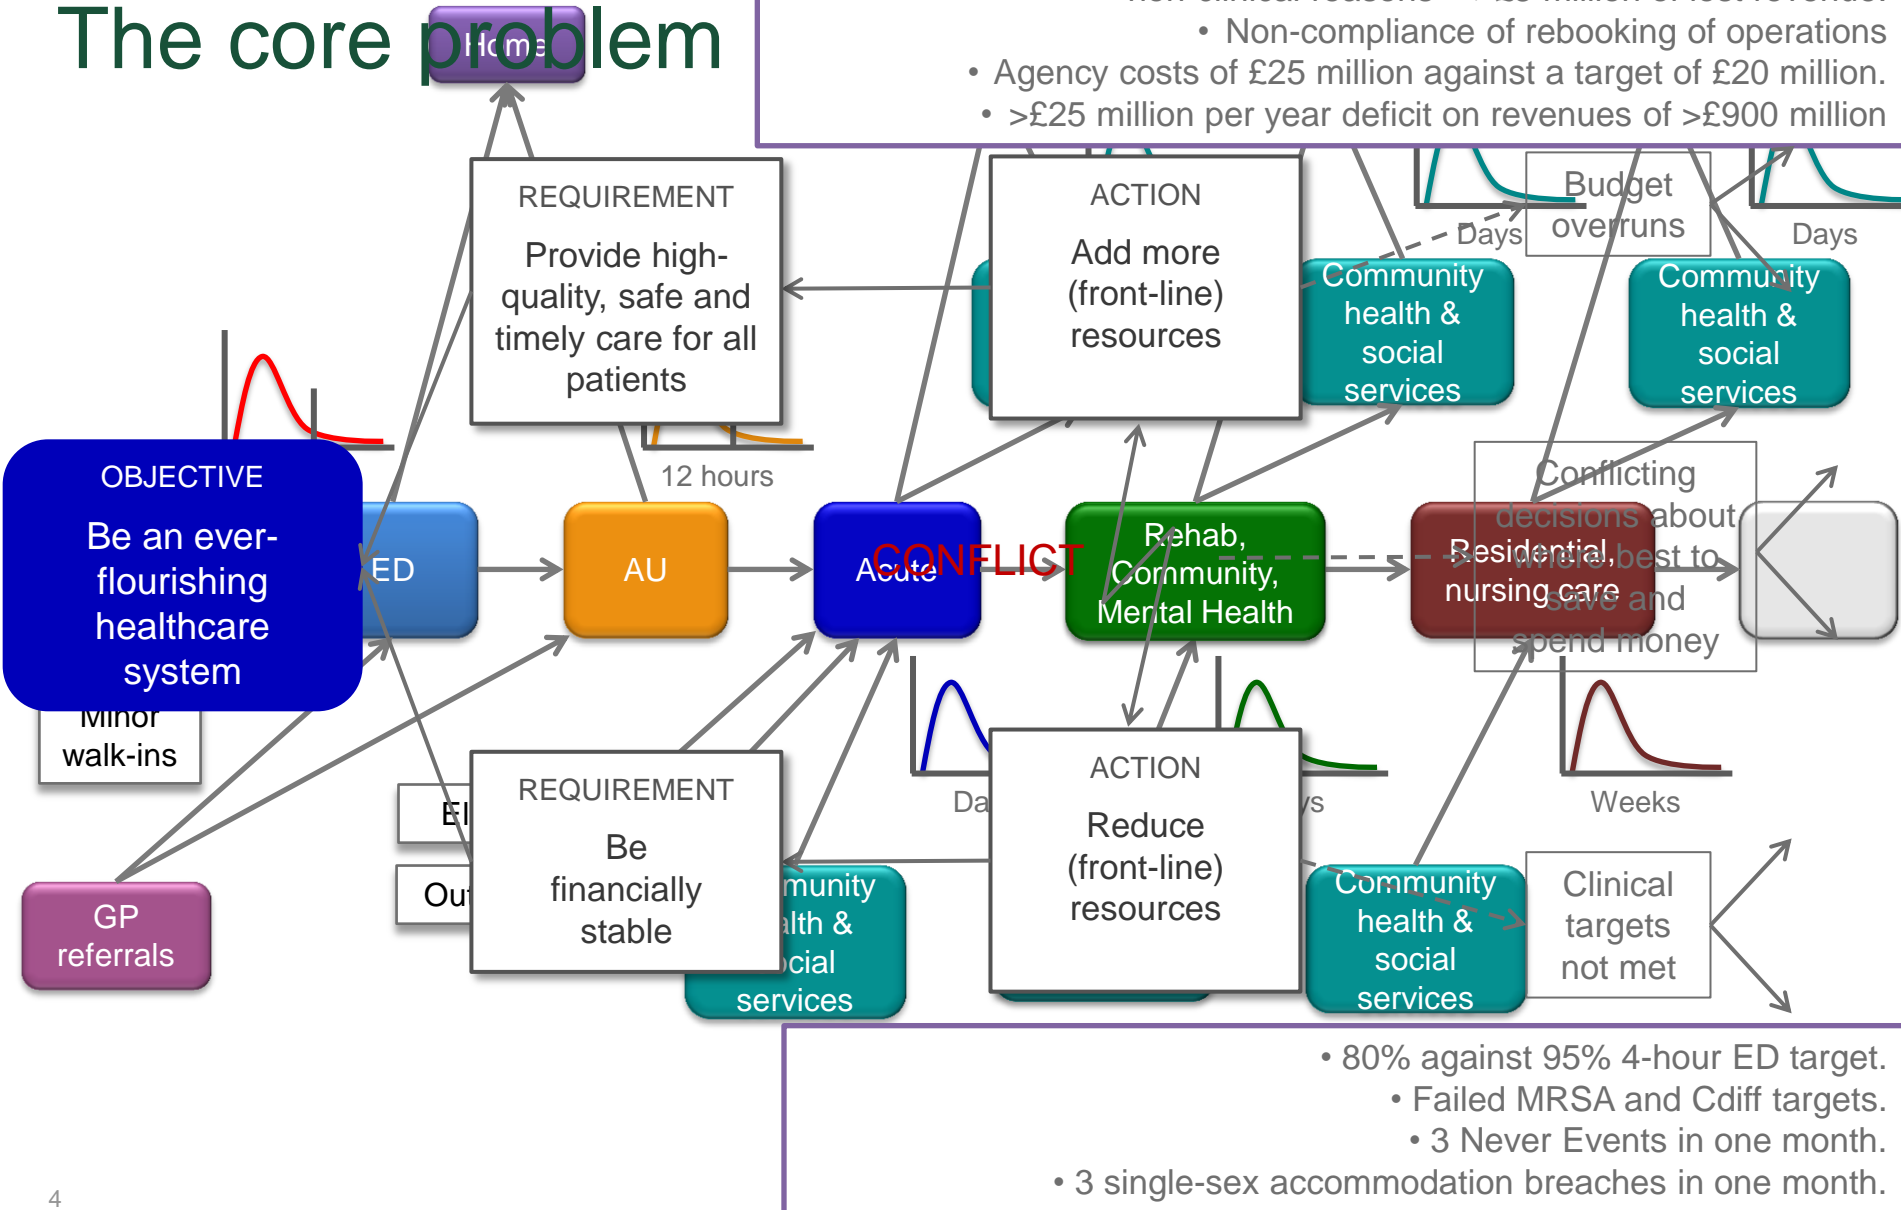 The core problem
Home
• Non-compliance of rebooking of operations
• Agency costs of £25 million against a target of £20 million.
• >£25 million per year deficit on revenues of >£900 million
REQUIREMENT
Provide high-
quality, safe and
timely care for all
patients
ACTION
Add more
(front-line)
resources
Budget
overruns
Days
Days
Community
health &
social
services
Community
health &
social
services
12 hours
OBJECTIVE
Be an ever-
flourishing
healthcare
system
ED
AU
Acute
CONFLICT
Rehab,
Community,
Mental Health
Residential,
nursing care
Conflicting
decisions about
where best to
save and
spend money
Minor
walk-ins
GP
referrals
REQUIREMENT
Be
financially
stable
ACTION
Reduce
(front-line)
resources
Weeks
services
Community
health &
social
services
Clinical
targets
not met
• 80% against 95% 4-hour ED target.
• Failed MRSA and Cdiff targets.
• 3 Never Events in one month.
• 3 single-sex accommodation breaches in one month.
4